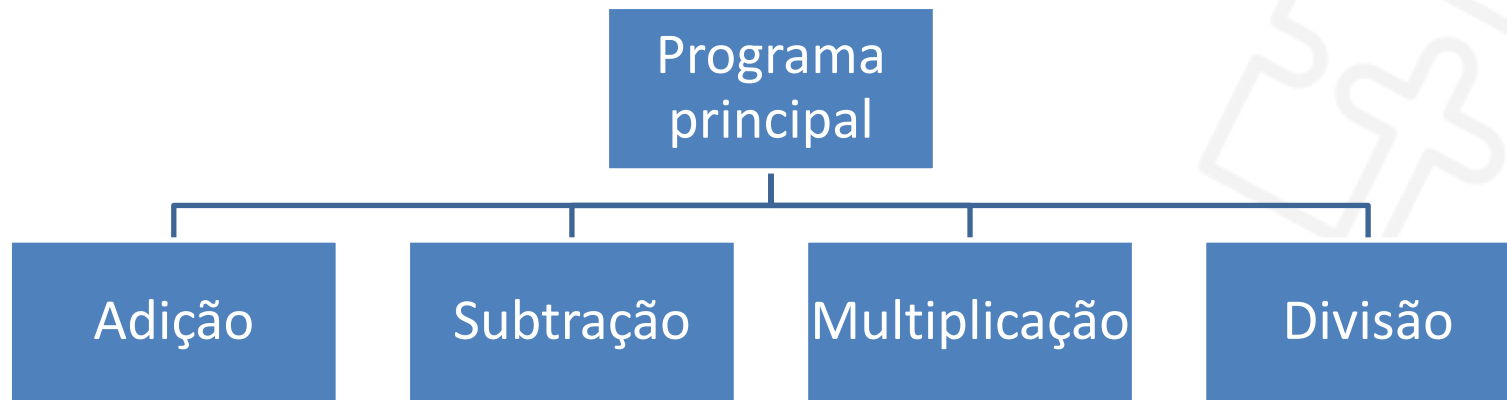 Programa
principal
Adição
Subtração
Multiplicação
Divisão